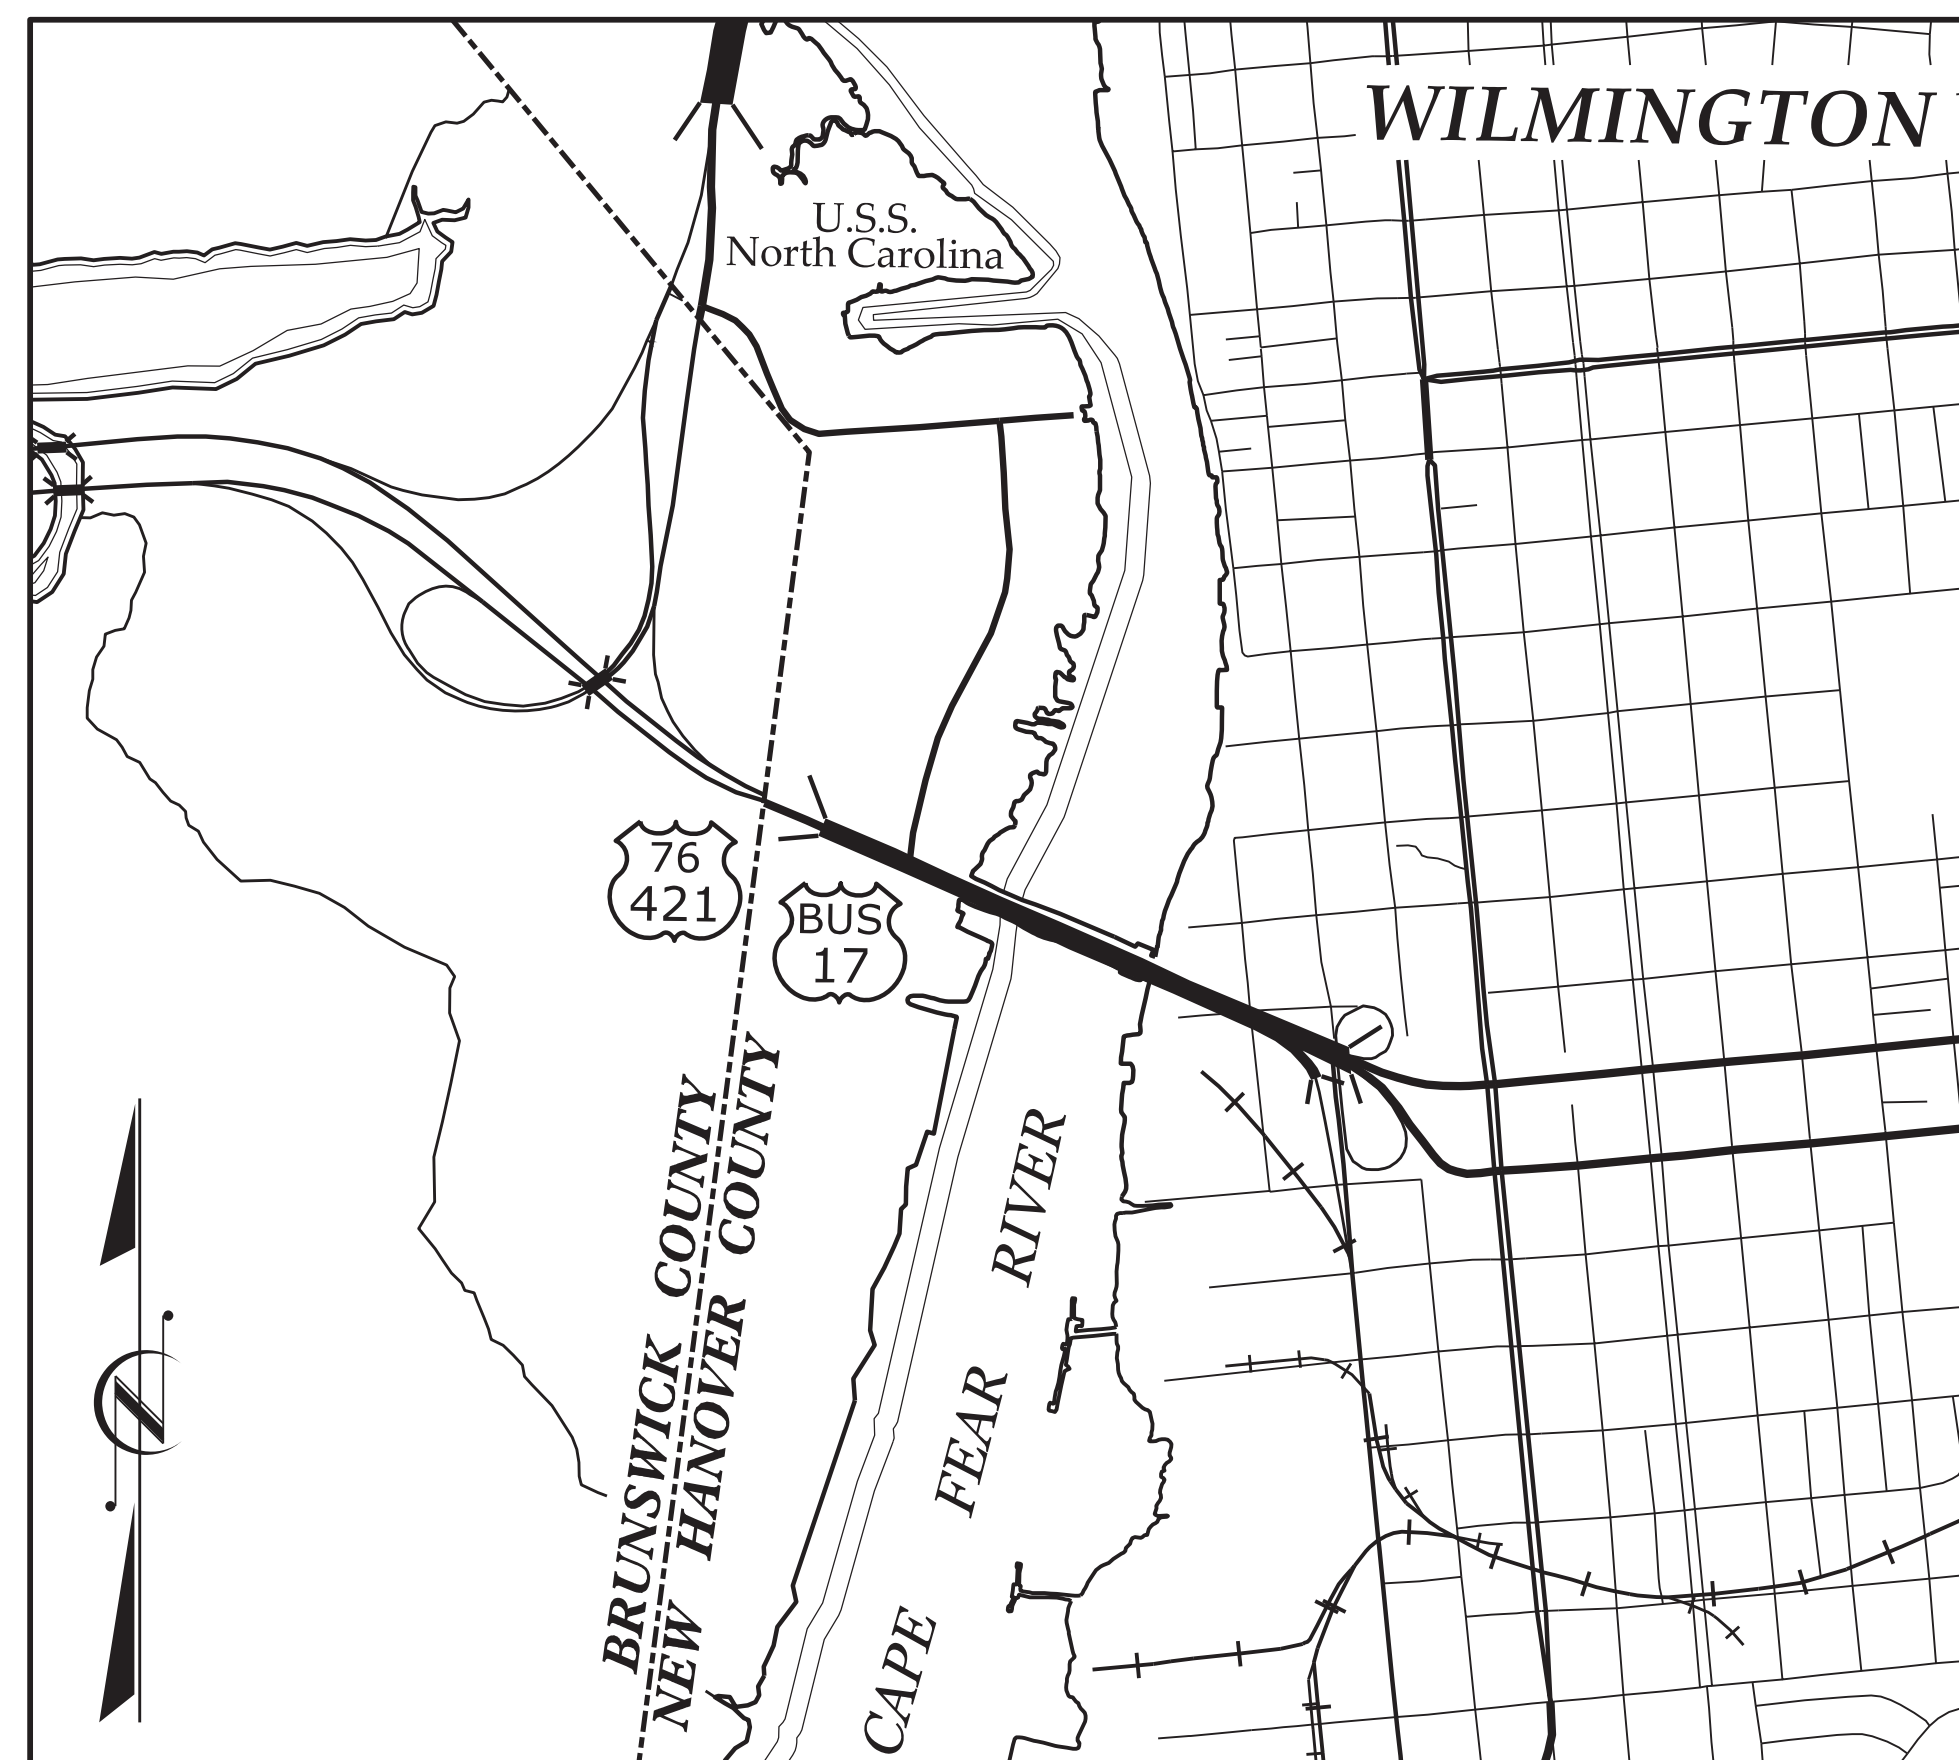 WILMINGTON
U.S.S.
North Carolina
76
421
BUS
17
BRUNSWICK COUNTY
NEW HANOVER COUNTY
CAPE FEAR RIVER
N